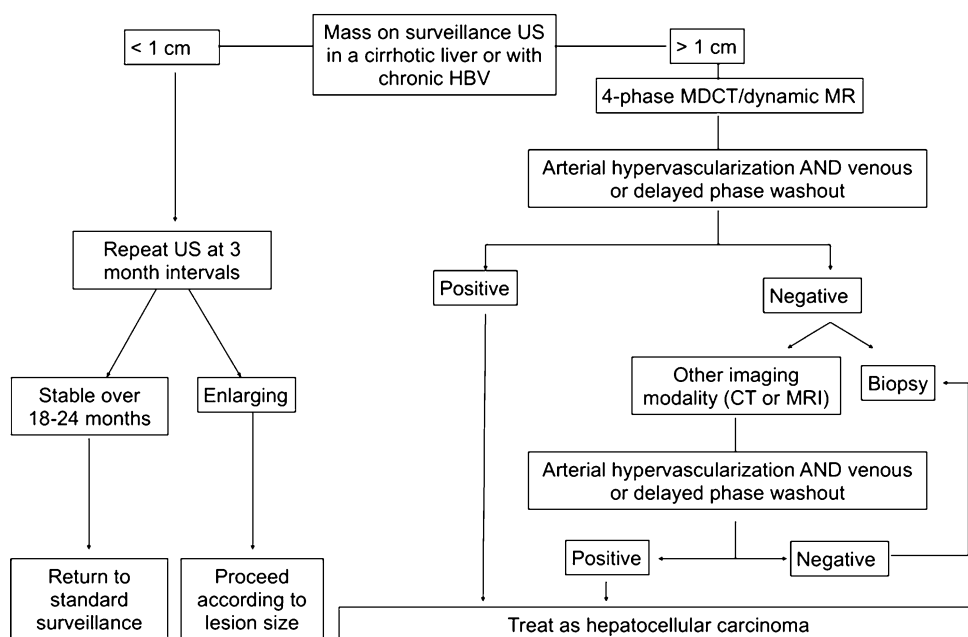 Mass on surveillance US
in a cirrhotic liver or with
chronic HBV
< 1 cm
> 1 cm
4-phase MDCT/dynamic MR
Arterial hypervascularization AND venous
or delayed phase washout
Repeat US at 3
month intervals
Positive
Negative
Stable over
18-24 months
Enlarging
Other imaging
modality (CT or MRI)
Biopsy
Arterial hypervascularization AND venous
or delayed phase washout
Positive
Negative
Return to
standard
surveillance
Proceed
according to
lesion size
Treat as hepatocellular carcinoma